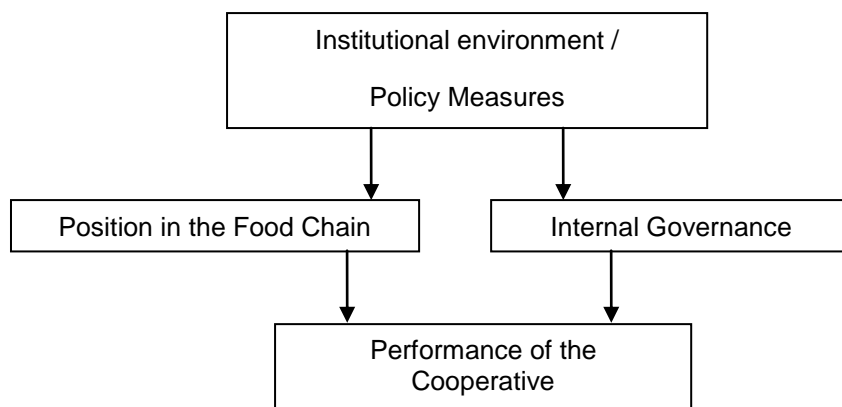 Institutional environment /
Policy Measures
Position in the Food Chain
Internal Governance
Performance of the
Cooperative